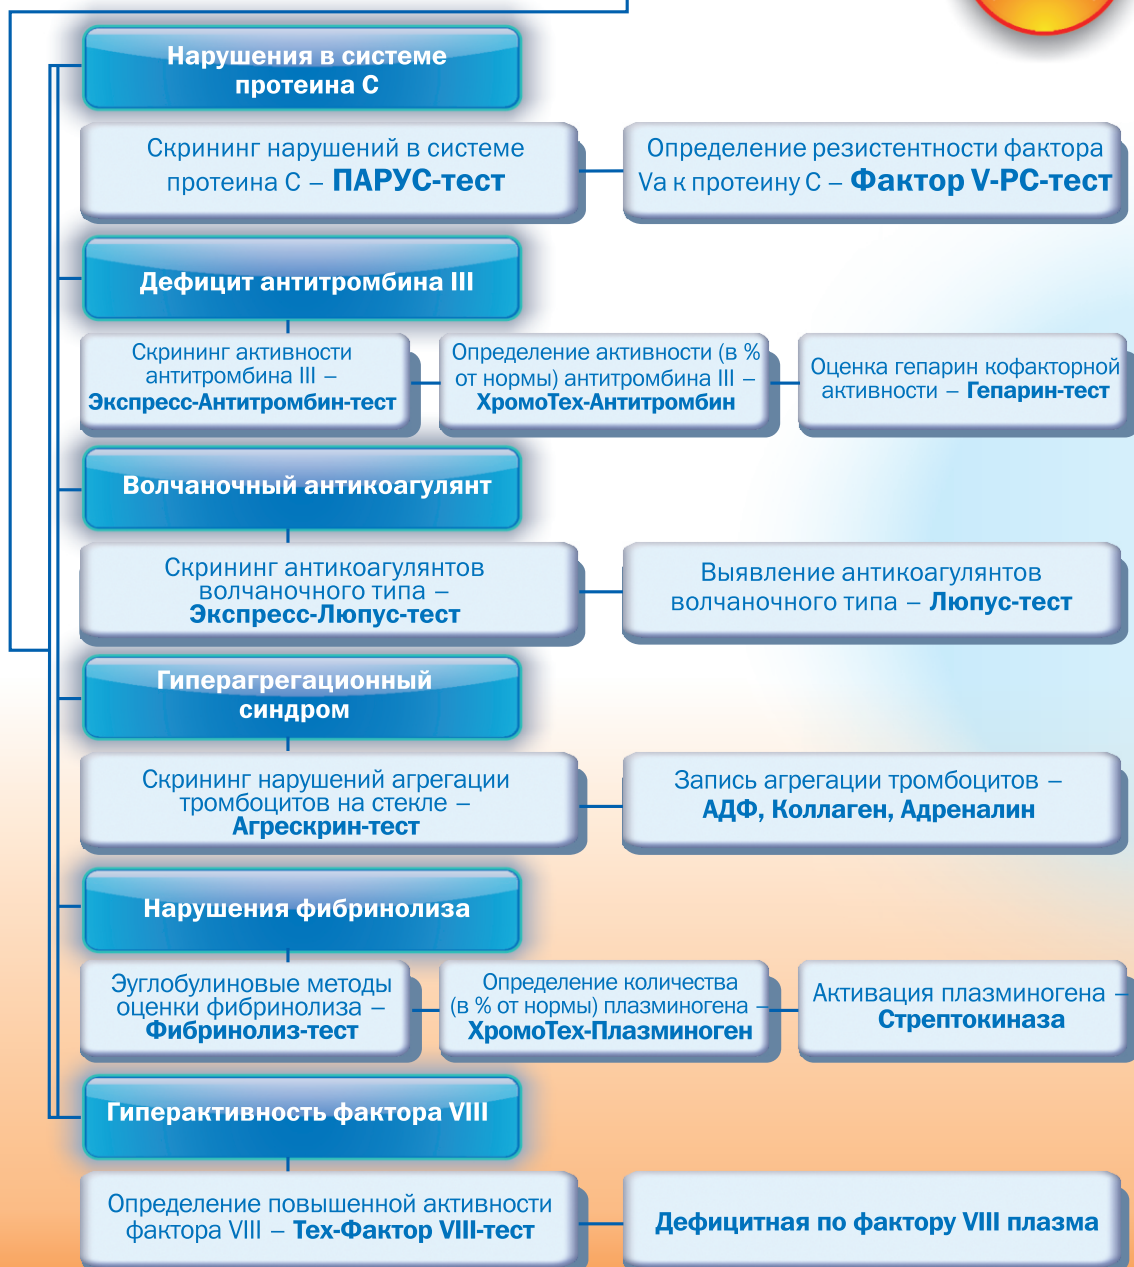 Нарушения в системе
протеина С
Скрининг нарушений в системе
протеина С – ПАРУС-тест
Определение резистентности фактора
Va к протеину С – Фактор V-PC-тест
Дефицит антитромбина III
Скрининг активности
антитромбина III –
Экспресс-Антитромбин-тест
Определение активности (в %
от нормы) антитромбина III –
ХромоТех-Антитромбин
Оценка гепарин кофакторной
активности – Гепарин-тест
Волчаночный антикоагулянт
Скрининг антикоагулянтов
волчаночного типа –
Экспресс-Люпус-тест
Выявление антикоагулянтов
волчаночного типа – Люпус-тест
Гиперагрегационный
синдром
Скрининг нарушений агрегации
тромбоцитов на стекле –
Агрескрин-тест
Запись агрегации тромбоцитов –
АДФ, Коллаген, Адреналин
Нарушения фибринолиза
Эуглобулиновые методы
оценки фибринолиза –
Фибринолиз-тест
Определение количества
(в % от нормы) плазминогена –
ХромоТех-Плазминоген
Активация плазминогена –
Стрептокиназа
Гиперактивность фактора VIII
Определение повышенной активности
фактора VIII – Тех-Фактор VIII-тест
Дефицитная по фактору VIII плазма